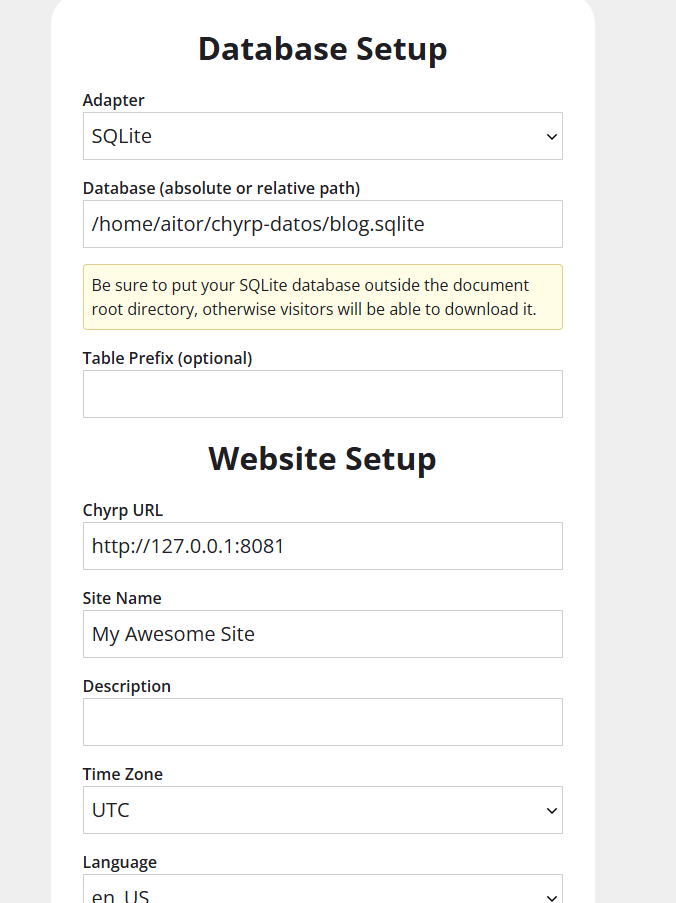 Database Setup
Adapter
SQLite
Database (absolute or relative path)
/home/aitor/chyrp-datos/blog.sqlite
Be sure to put your SQLite database outside the document
root directory, otherwise visitors will be able to download it.
Table Prefix (optional)
Website Setup
Chyrp URL
http://127.0.0.1:8081
Site Name
My Awesome Site
Description
Time Zone
UTC
Language
en_US